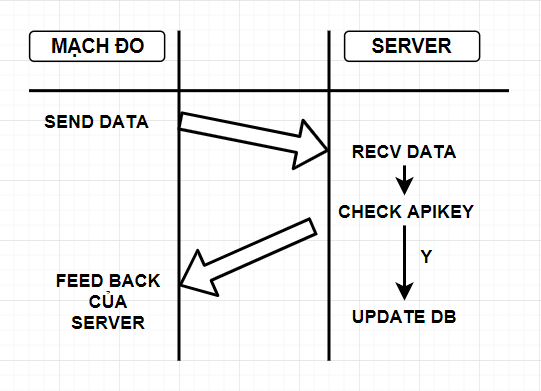 MẠCH ĐO
SERVER
SEND DATA
RECV DATA
CHECK APIKEY
Y
FEED BACK
CỦA
SERVER
UPDATE DB